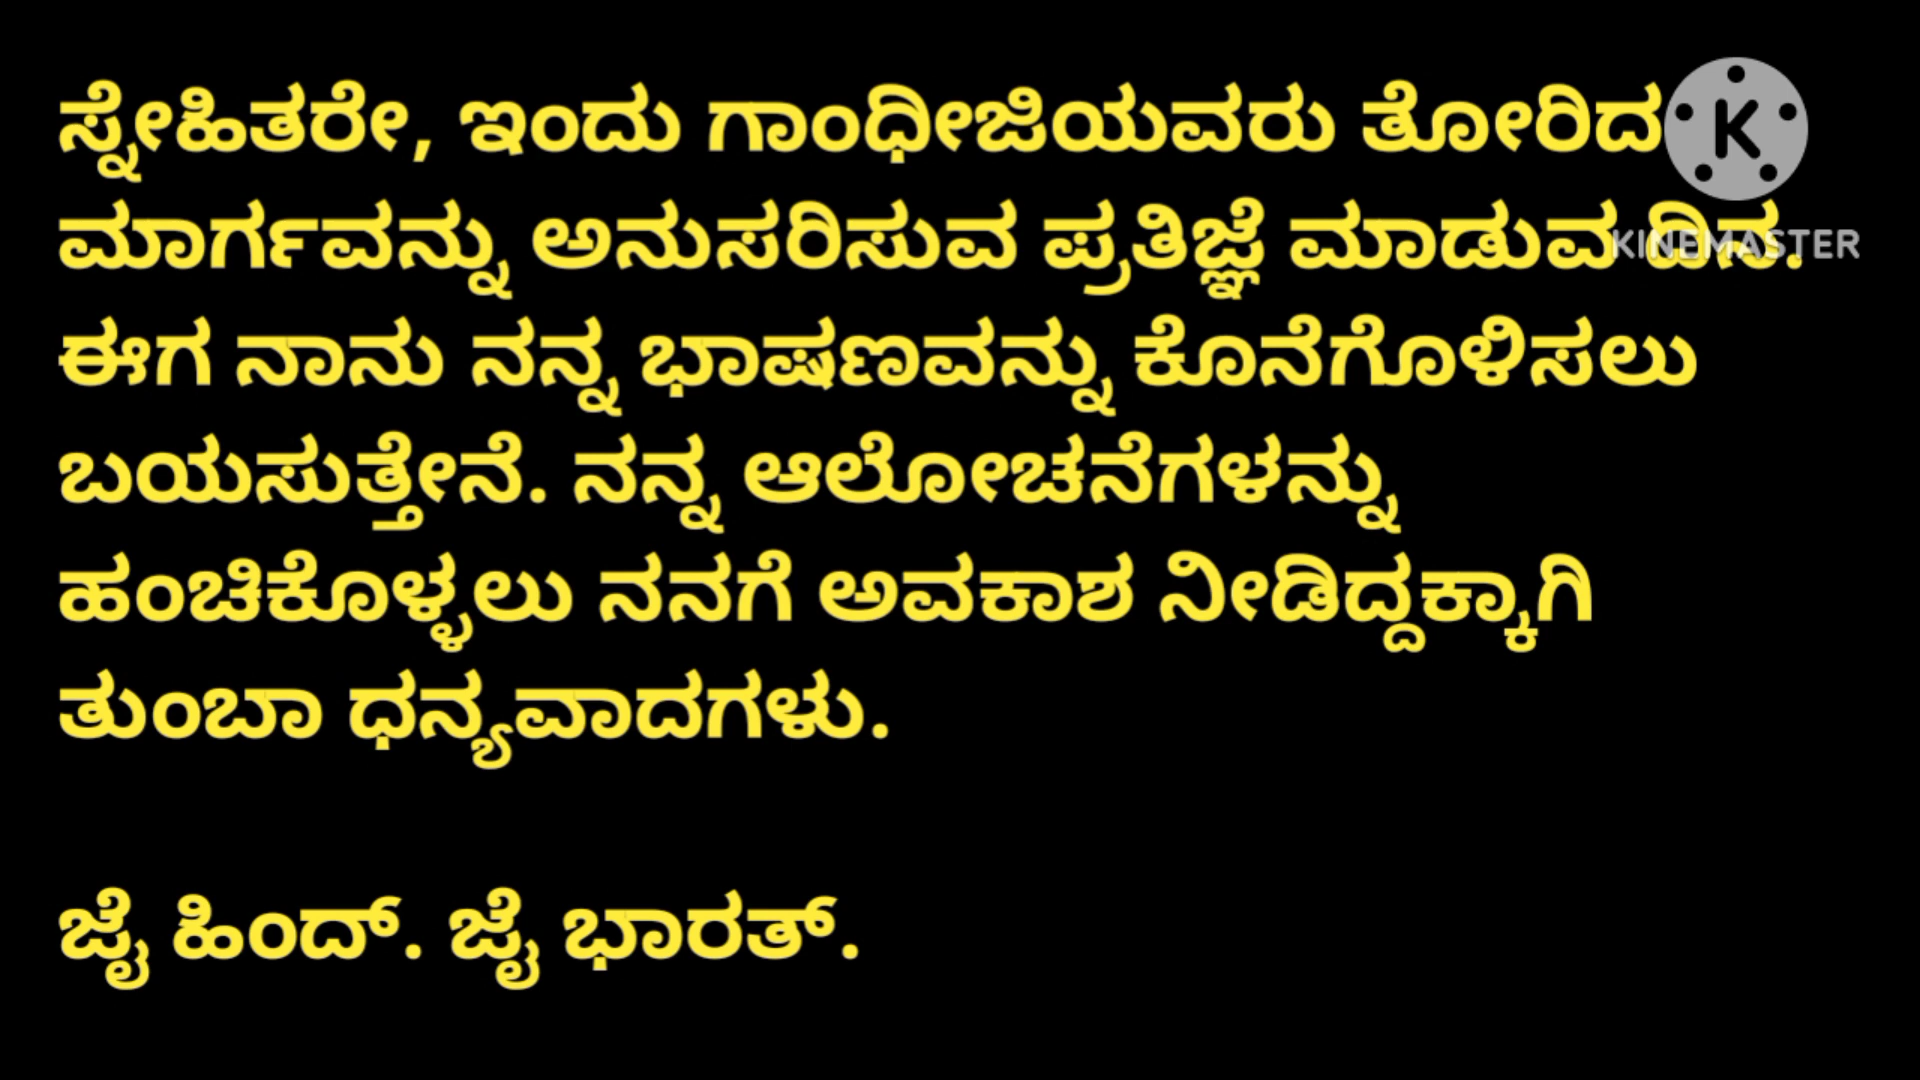 ಸ್ನೇಹಿತರೇ, ಇಂದು ಗಾಂಧೀಜಿಯವರು ತೋರಿದ
ಮಾರ್ಗವನ್ನು ಅನುಸರಿಸುವ ಪ್ರತಿಜ್ಞೆ ಮಾಡುವ ದಿನ.
ಈಗ ನಾನು ನನ್ನ ಭಾಷಣವನ್ನು ಕೊನೆಗೊಳಿಸಲು
ಬಯಸುತ್ತೇನೆ. ನನ್ನ ಆಲೋಚನೆಗಳನ್ನು
ಹಂಚಿಕೊಳ್ಳಲು ನನಗೆ ಅವಕಾಶ ನೀಡಿದ್ದಕ್ಕಾಗಿ
ತುಂಬಾ ಧನ್ಯವಾದಗಳು.
ಜೈ ಹಿಂದ್. ಜೈ ಭಾರತ್.
K
KINEMASTER